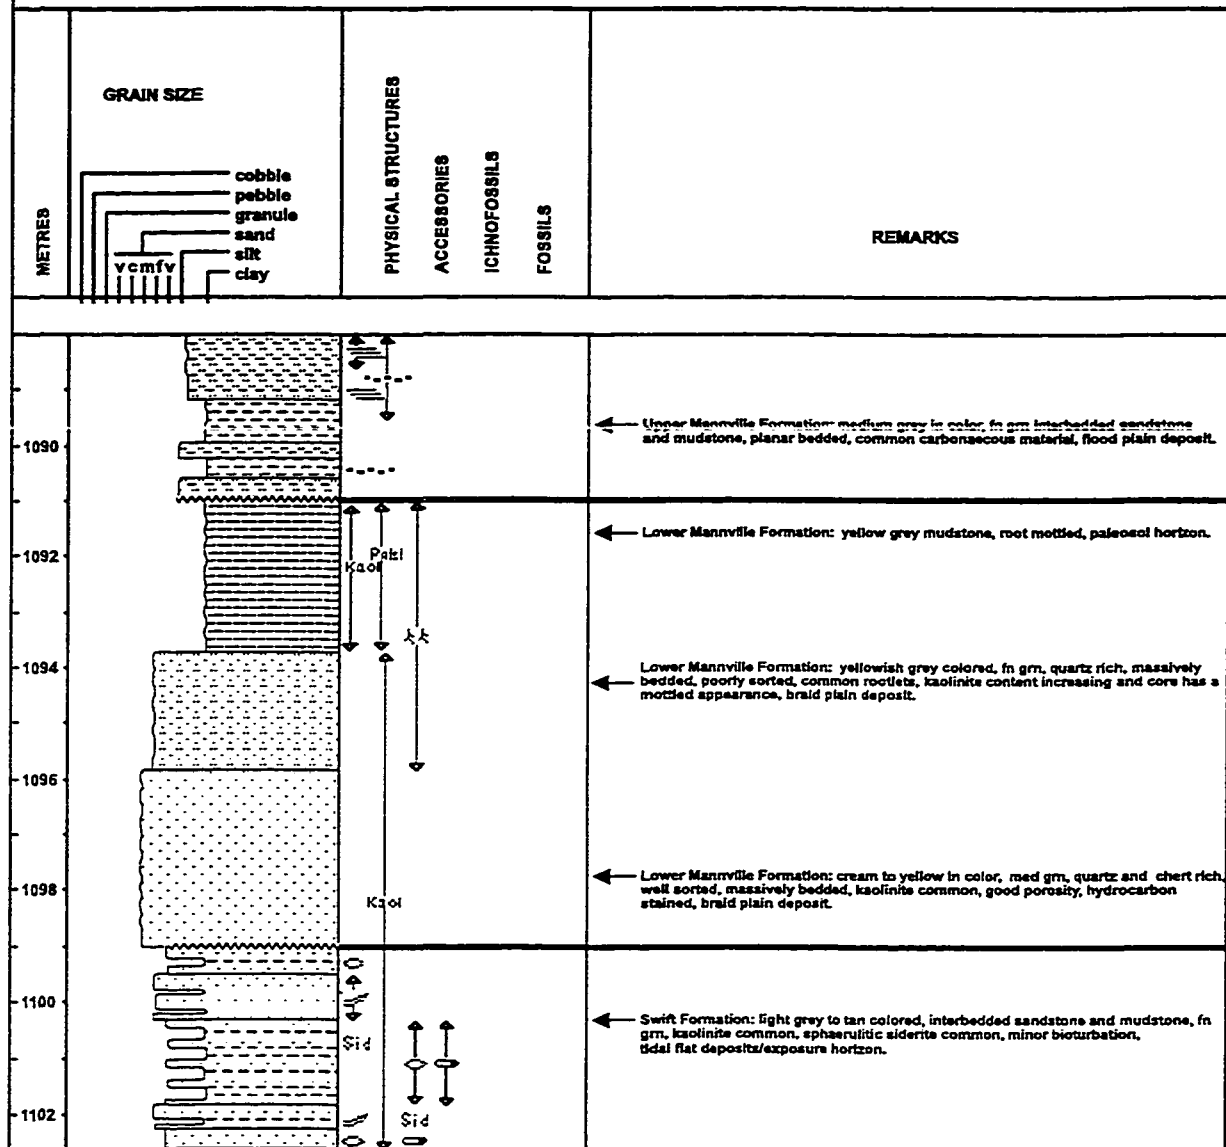 GRAIN SIZE
cobble
pebble
granule
sand
silt
clay
v c m f v
METRES
PHYSICAL STRUCTURES
ACCESSORIES
ICHNOFOSSILS
FOSSILS
REMARKS
Upper Mannville Formation: medium grey in color, fn grn interbedded sandstone
and mudstone, planar bedded, common carbonaecous material, flood plain deposit.
1090
Lower Mannville Formation: yellow grey mudstone, root mottled, paleosol horizon.
1092
Kaol
1094
Lower Mannville Formation: yellowish grey colored, fn grn, quartz rich, massively
bedded, poorly sorted, common rootlets, kaolinite content increasing and core has a
mottled appearance, braid plain deposit.
1096
1098
Lower Mannville Formation: cream to yellow in color, med grn, quartz and chert rich,
well sorted, massively bedded, kaolinite common, good porosity, hydrocarbon
stained, braid plain deposit.
Kaol
1100
Swift Formation: light grey to tan colored, interbedded sandstone and mudstone, fn
grn, kaolinite common, sphaerulitic siderite common, minor bioturbation,
tidal flat deposits/exposure horizon.
Sid
1102
Sid